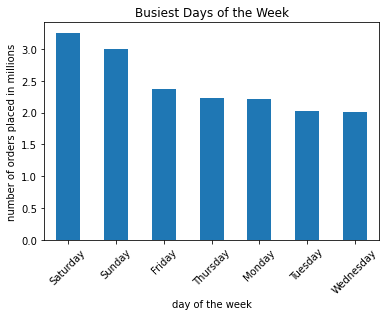 Busiest Days of the Week
number of orders placed in millions
3.0
2.5
2.0
1.5
1.0
0.5
0.0
Saturday
Sunday
Friday
Thursday
Monday
Tuesday
Wednesday
day of the week